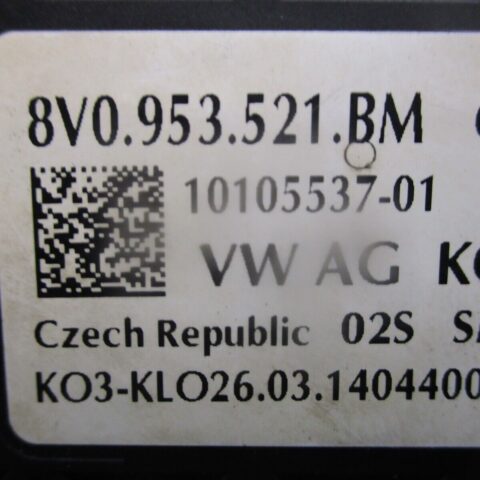 8V0.953.521.BM
10105537-01
VW AG
Czech Republic 02S
KO3-KLO26.03.1404400